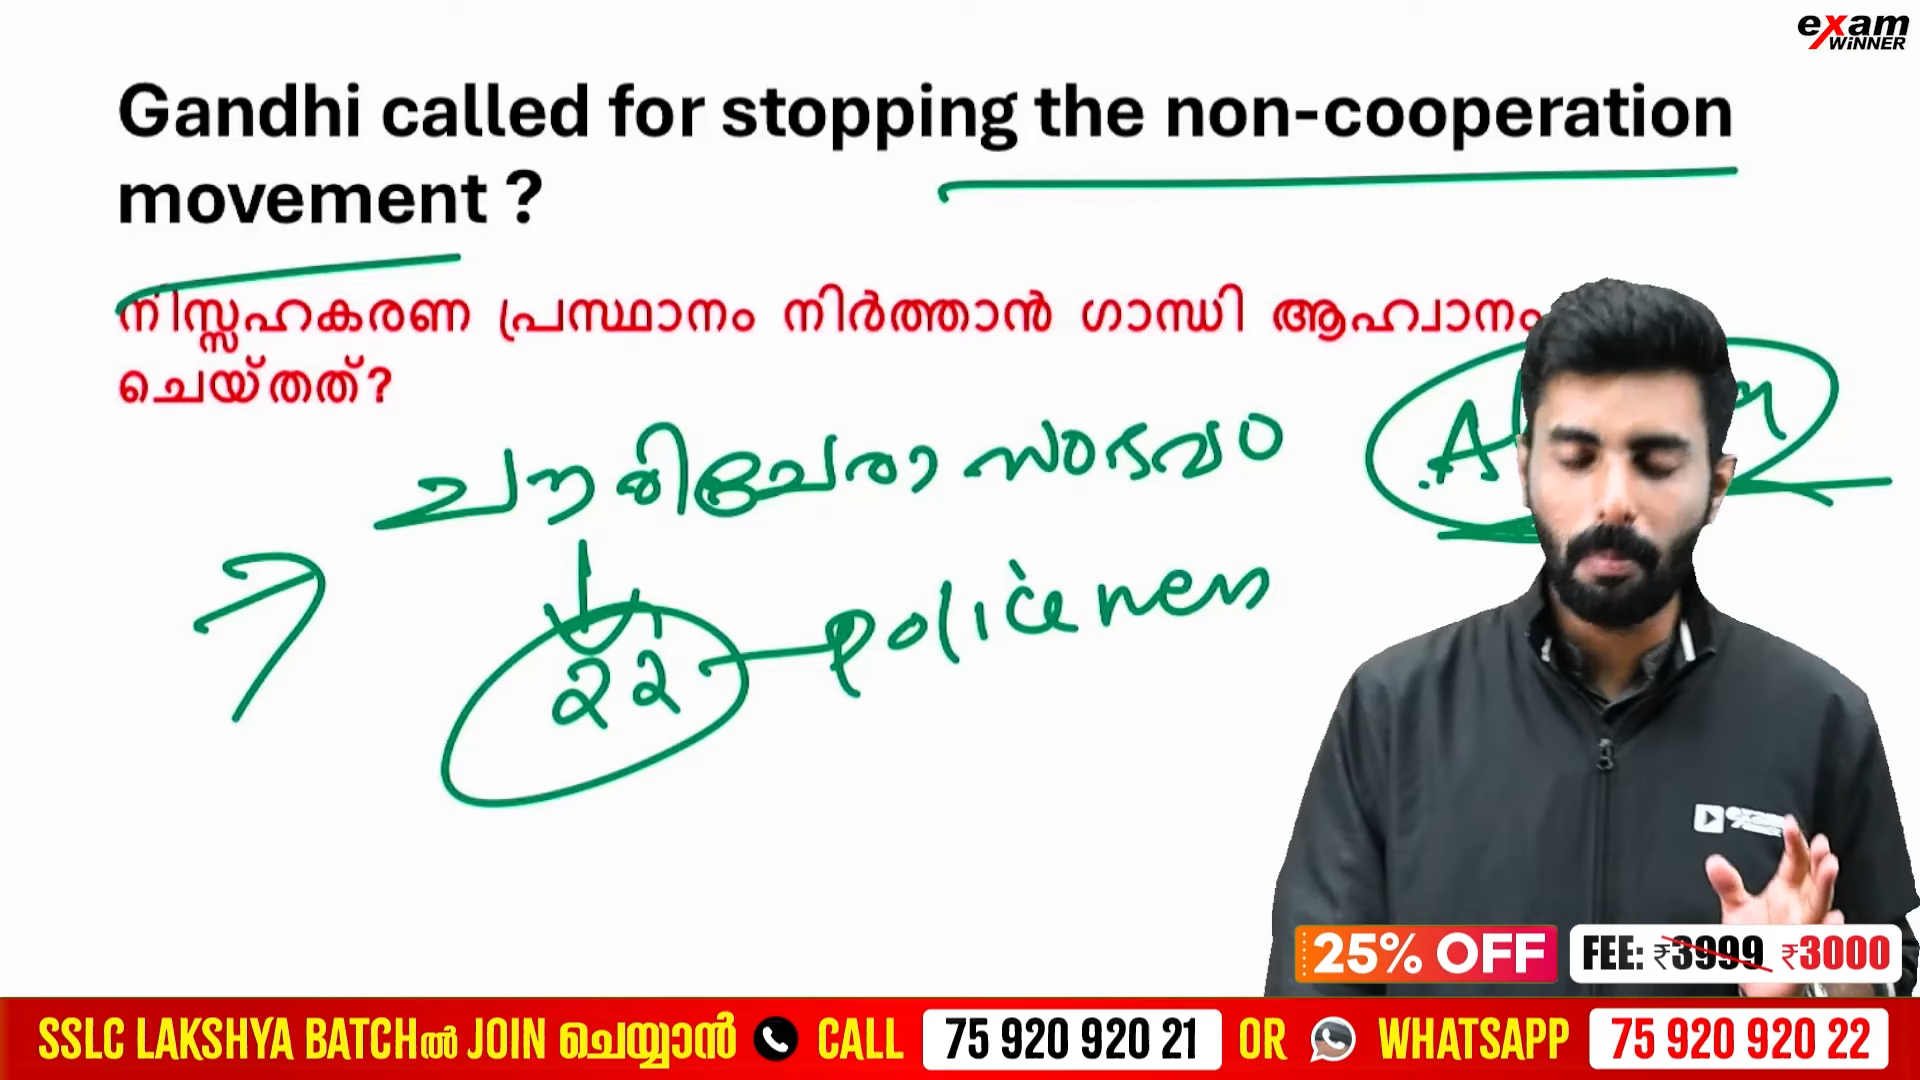 exam
WiNNER
Gandhi called for stopping the non-cooperation
movement ?
നിസ്സഹകരണ പ്രസ്ഥാനം നിർത്താൻ ഗാന്ധി ആഹ്വാനം
ചെയ്തത്?
ചൗരിചൗരാ സംഭവം
22 policemen
25% OFF FEE: ₹3999 ₹3000
SSLC LAKSHYA BATCHൽ JOIN ചെയ്യാൻ CALL 75 920 920 21 OR WHATSAPP 75 920 920 22